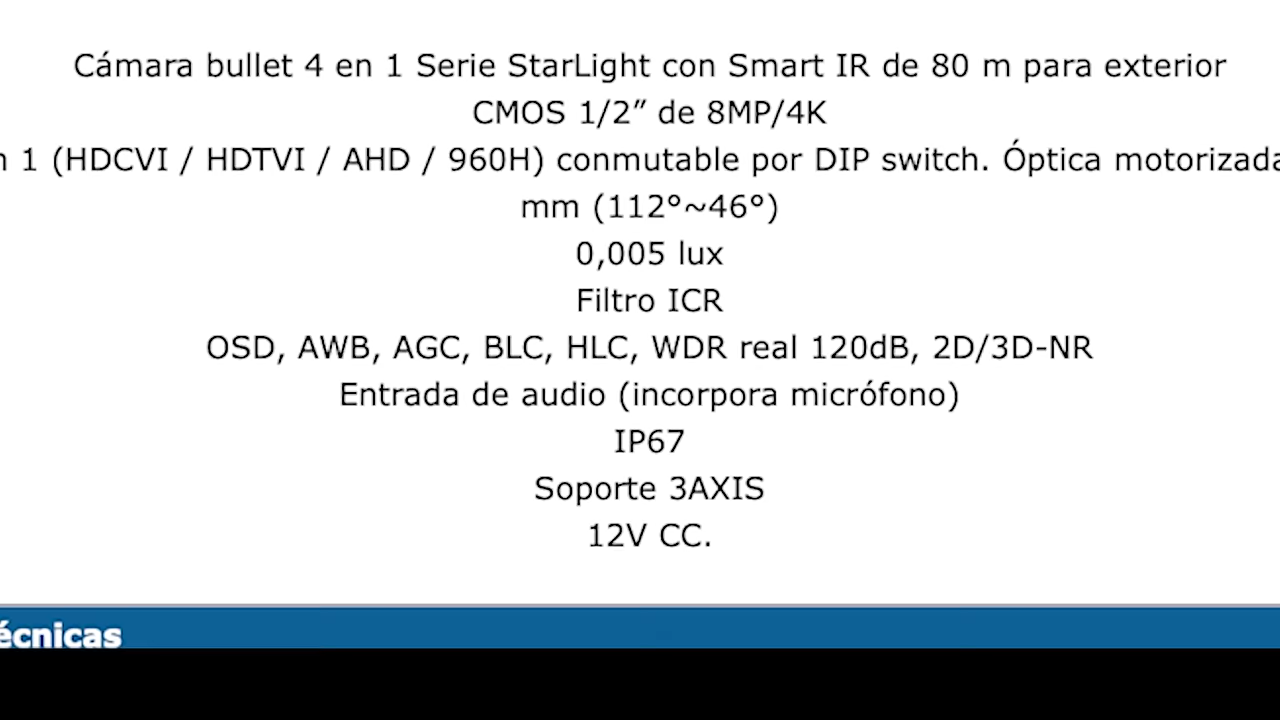 Cámara bullet 4 en 1 Serie StarLight con Smart IR de 80 m para exterior
CMOS 1/2” de 8MP/4K
1 (HDCVI / HDTVI / AHD / 960H) conmutable por DIP switch. Óptica motorizada
mm (112°~46°)
0,005 lux
Filtro ICR
OSD, AWB, AGC, BLC, HLC, WDR real 120dB, 2D/3D-NR
Entrada de audio (incorpora micrófono)
IP67
Soporte 3AXIS
12V CC.
écnicas